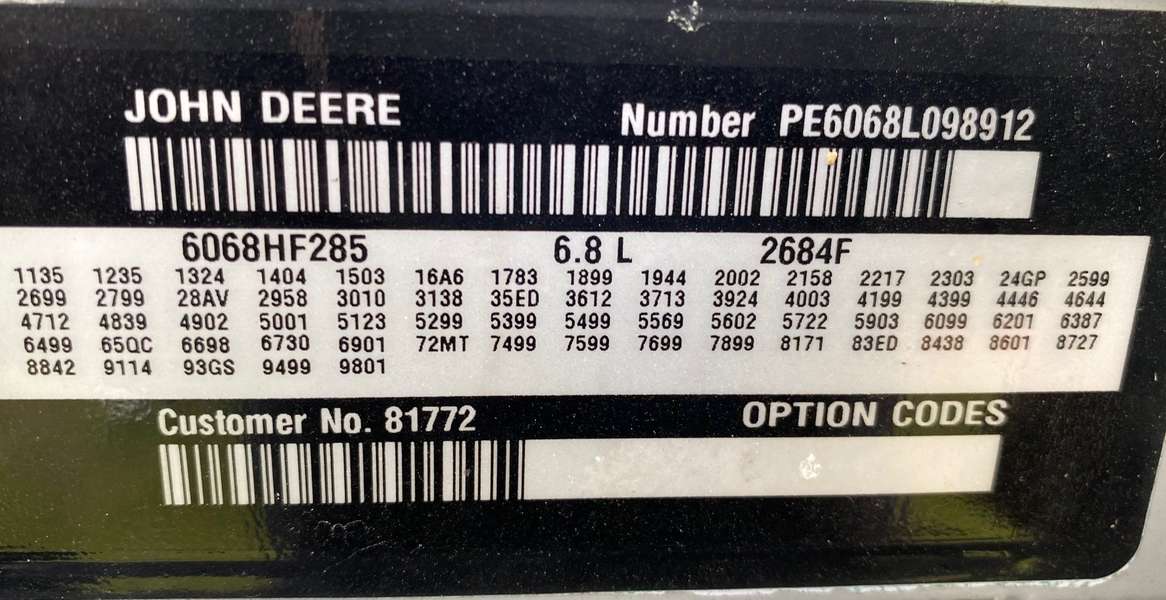 JOHN DEERE
Number PE6068L098912
6068HF285 6.8 L 2684F
1135 1235 1324 1404 1503 16A6 1783 1899 1944 2002 2158 2217 2303 24GP 2599
2699 2799 28AV 2958 3010 3138 35ED 3612 3713 3924 4003 4199 4399 4446 4644
4712 4839 4902 5001 5123 5299 5399 5499 5569 5602 5722 5903 6099 6201 6387
6499 65QC 6698 6730 6901 72MT 7499 7599 7699 7899 8171 83ED 8438 8601 8727
8842 9114 93GS 9499 9801
Customer No. 81772 OPTION CODES